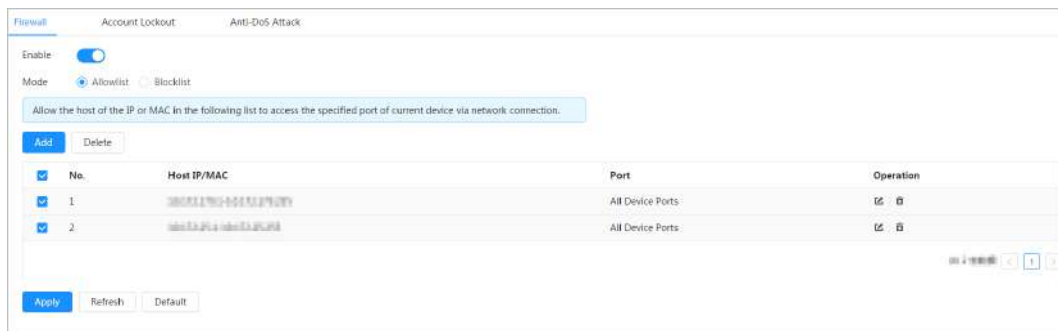 Firewall Account Lockout Anti-DoS Attack
Enable
Mode Allowlist Blocklist
Allow the host of the IP or MAC in the following list to access the specified port of current device via network connection.
Add Delete
No. Host IP/MAC Port Operation
1 All Device Ports
2 All Device Ports
1
Apply Refresh Default